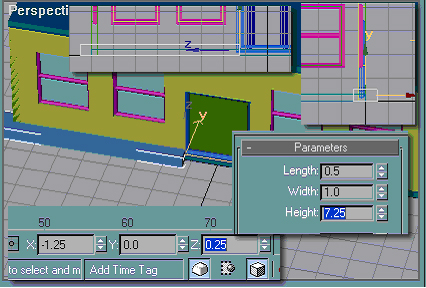 Perspecti
z
y
z
y
- Parameters
Length: 0.5
Width: 1.0
Height: 7.25
50 60 70
X: -1.25 Y: 0.0 Z: 0.25
to select and m Add Time Tag